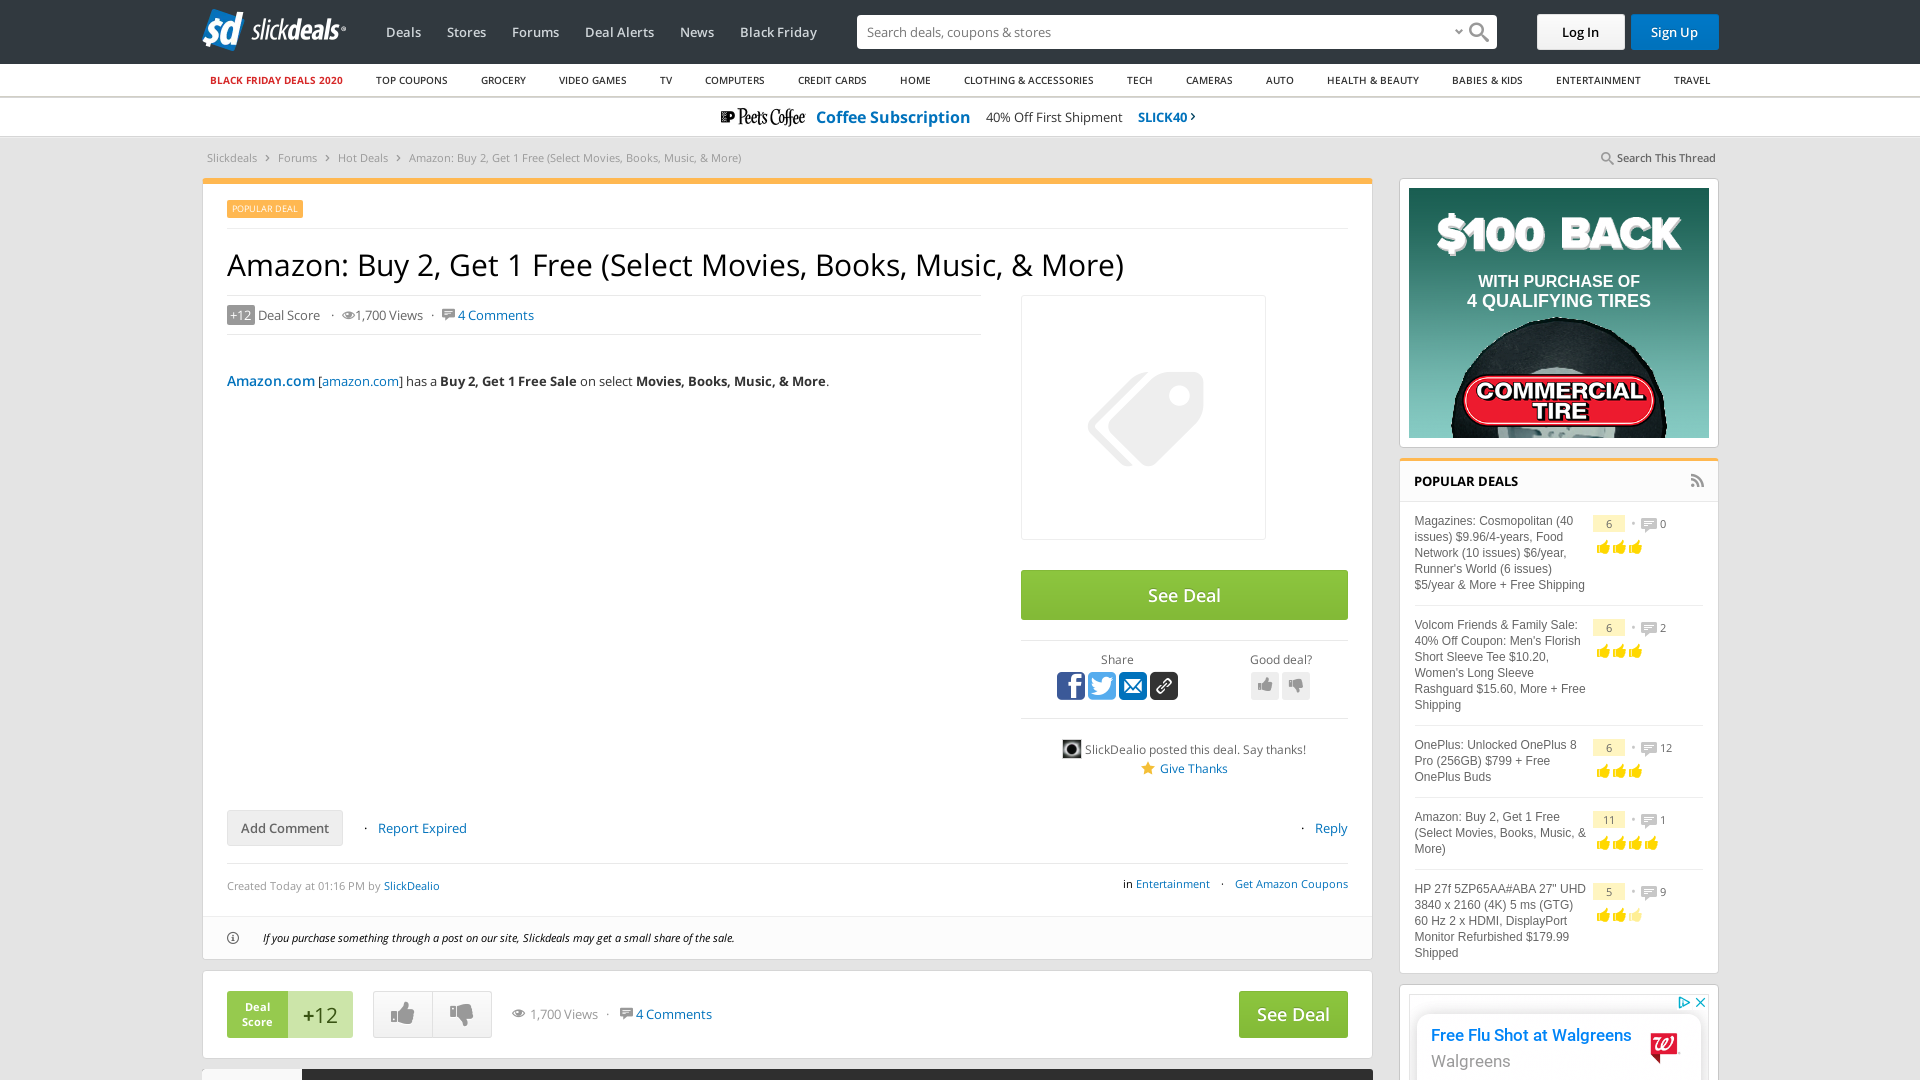 slickdeals
Deals
Stores
Forums
Deal Alerts
News
Black Friday
Search deals, coupons & stores
Log In
Sign Up
BLACK FRIDAY DEALS 2020
TOP COUPONS
GROCERY
VIDEO GAMES
TV
COMPUTERS
CREDIT CARDS
HOME
CLOTHING & ACCESSORIES
TECH
CAMERAS
AUTO
HEALTH & BEAUTY
BABIES & KIDS
ENTERTAINMENT
TRAVEL
Peet's Coffee Coffee Subscription 40% Off First Shipment SLICK40 ›
Slickdeals › Forums › Hot Deals › Amazon: Buy 2, Get 1 Free (Select Movies, Books, Music, & More)
Search This Thread
POPULAR DEAL
Amazon: Buy 2, Get 1 Free (Select Movies, Books, Music, & More)
+12 Deal Score · 1,700 Views · 4 Comments
Amazon.com [amazon.com] has a Buy 2, Get 1 Free Sale on select Movies, Books, Music, & More.
See Deal
Share
Good deal?
SlickDealio posted this deal. Say thanks!
Give Thanks
Add Comment
· Report Expired
· Reply
Created Today at 01:16 PM by SlickDealio
in Entertainment · Get Amazon Coupons
If you purchase something through a post on our site, Slickdeals may get a small share of the sale.
Deal
Score
+12
1,700 Views · 4 Comments
See Deal
$100 BACK
WITH PURCHASE OF
4 QUALIFYING TIRES
COMMERCIAL
TIRE
POPULAR DEALS
Magazines: Cosmopolitan (40
issues) $9.96/4-years, Food
Network (10 issues) $6/year,
Runner's World (6 issues)
$5/year & More + Free Shipping
6 • 0
Volcom Friends & Family Sale:
40% Off Coupon: Men's Florish
Short Sleeve Tee $10.20,
Women's Long Sleeve
Rashguard $15.60, More + Free
Shipping
6 • 2
OnePlus: Unlocked OnePlus 8
Pro (256GB) $799 + Free
OnePlus Buds
6 • 12
Amazon: Buy 2, Get 1 Free
(Select Movies, Books, Music, &
More)
11 • 1
HP 27f 5ZP65AA#ABA 27" UHD
3840 x 2160 (4K) 5 ms (GTG)
60 Hz 2 x HDMI, DisplayPort
Monitor Refurbished $179.99
Shipped
5 • 9
Free Flu Shot at Walgreens
Walgreens